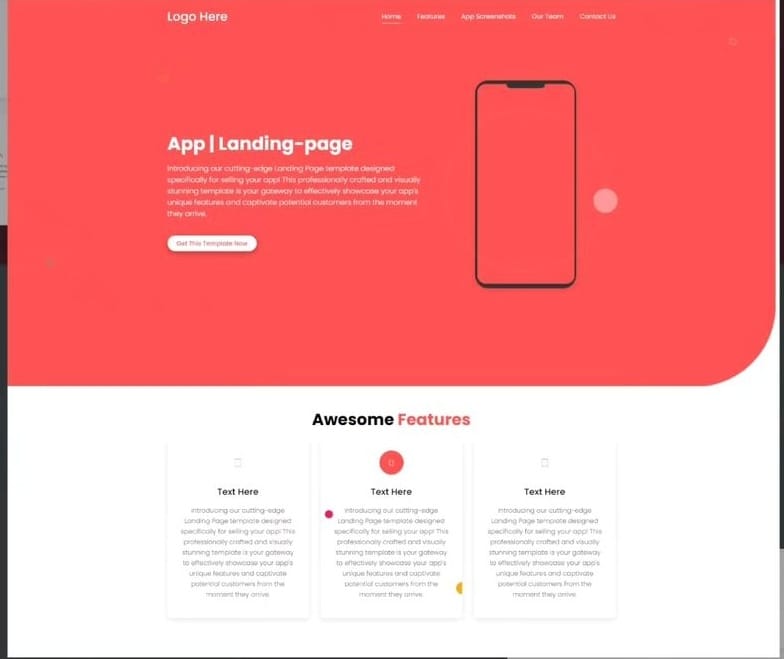 Logo Here
Home Features App Screenshots Our Team Contact Us
App | Landing-page
Introducing our cutting-edge Landing Page template designed
specifically for selling your app! This professionally crafted and visually
stunning template is your gateway to effectively showcase your app's
unique features and captivate potential customers from the moment
they arrive.
Get This Template Now
Awesome Features
Text Here
Introducing our cutting-edge
Landing Page template designed
specifically for selling your app! This
professionally crafted and visually
stunning template is your gateway
to effectively showcase your app's
unique features and captivate
potential customers from the
moment they arrive.
Text Here
Introducing our cutting-edge
Landing Page template designed
specifically for selling your app! This
professionally crafted and visually
stunning template is your gateway
to effectively showcase your app's
unique features and captivate
potential customers from the
moment they arrive.
Text Here
Introducing our cutting-edge
Landing Page template designed
specifically for selling your app! This
professionally crafted and visually
stunning template is your gateway
to effectively showcase your app's
unique features and captivate
potential customers from the
moment they arrive.